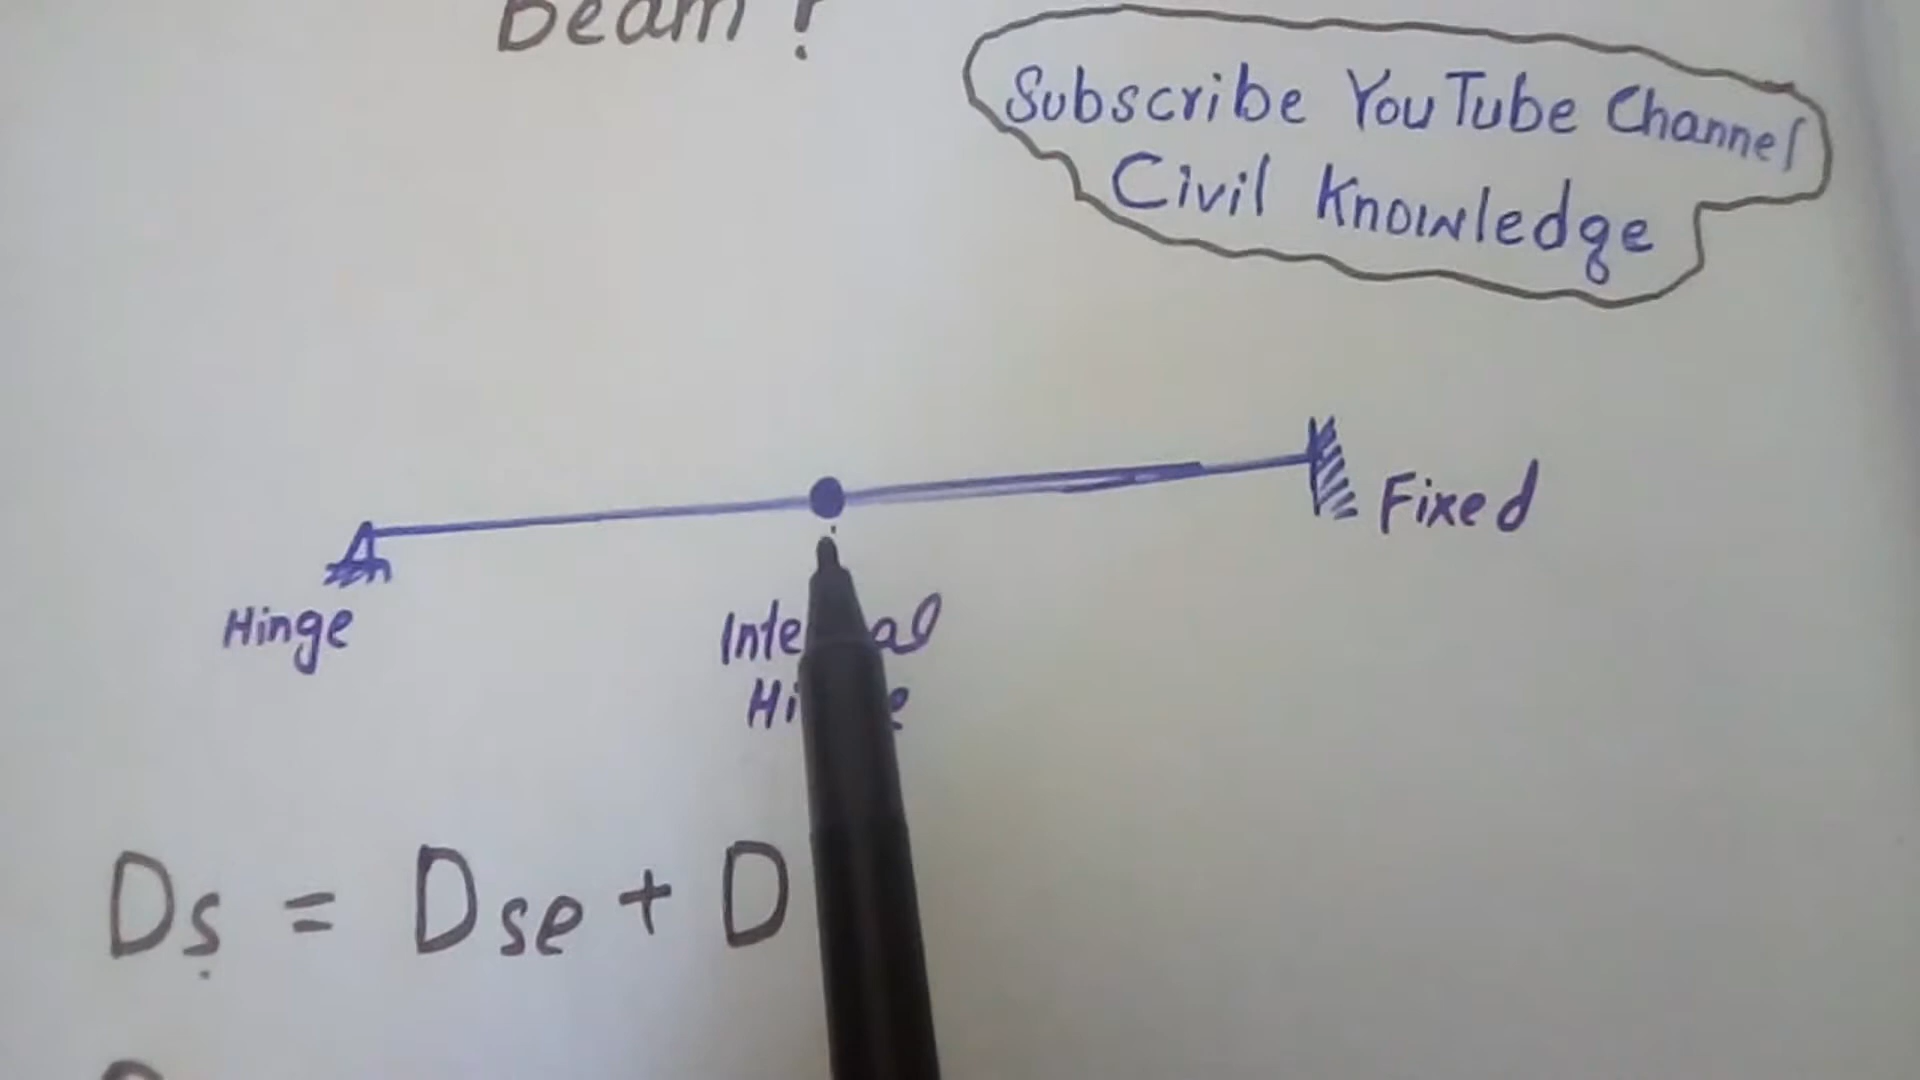 Beam ?
Subscribe YouTube Channel
Civil Knowledge
Fixed
Hinge
Ds = Dse + D